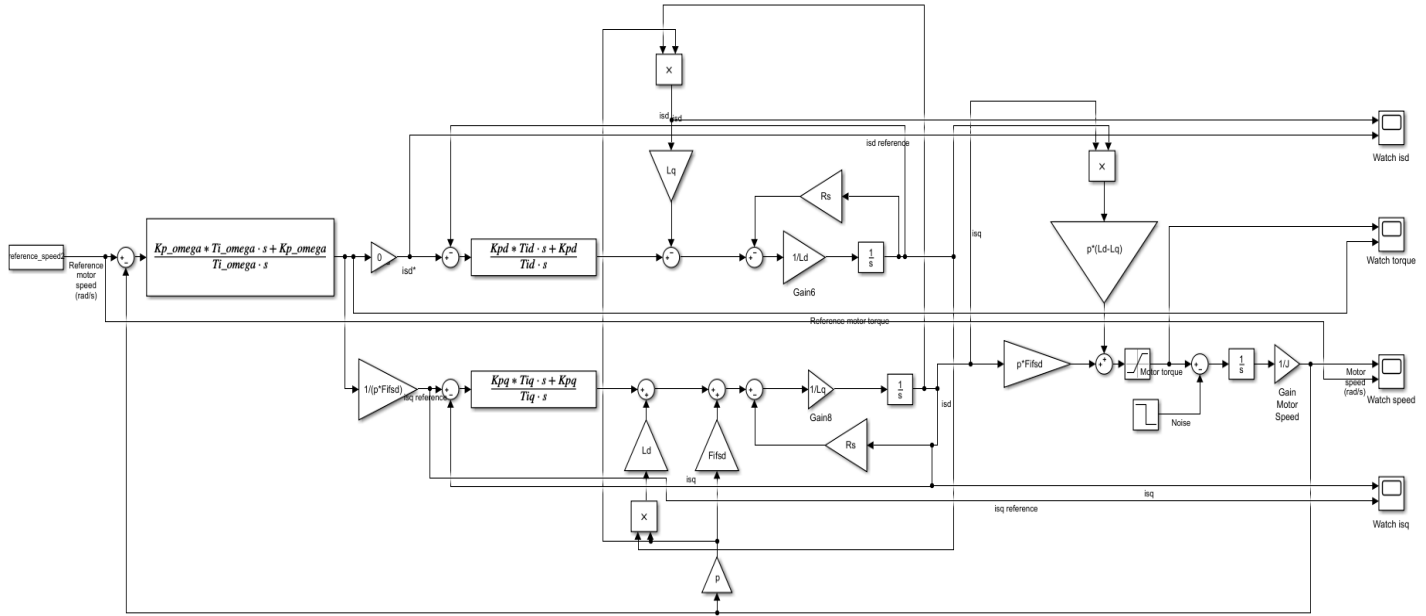 X
isd
isd
isd reference
Watch isd
Lq
X
Rs
isq
reference_speed2
Reference
motor
speed
(rad/s)
+
-
Kp_omega * Ti_omega · s + Kp_omega
Ti_omega · s
0
isd*
Kpd * Tid · s + Kpd
Tid · s
1/Ld
Gain6
1
s
p*(Ld-Lq)
Watch torque
Reference motor torque
1/(p*Fifsd)
isq reference
Kpq * Tiq · s + Kpq
Tiq · s
1/Lq
Gain8
1
s
isd
p*Fifsd
Motor torque
Noise
1
s
1/J
Gain
Motor
Speed
Motor
speed
(rad/s)
Watch speed
Ld
Fifsd
Rs
isq
isq
isq reference
Watch isq
X
p